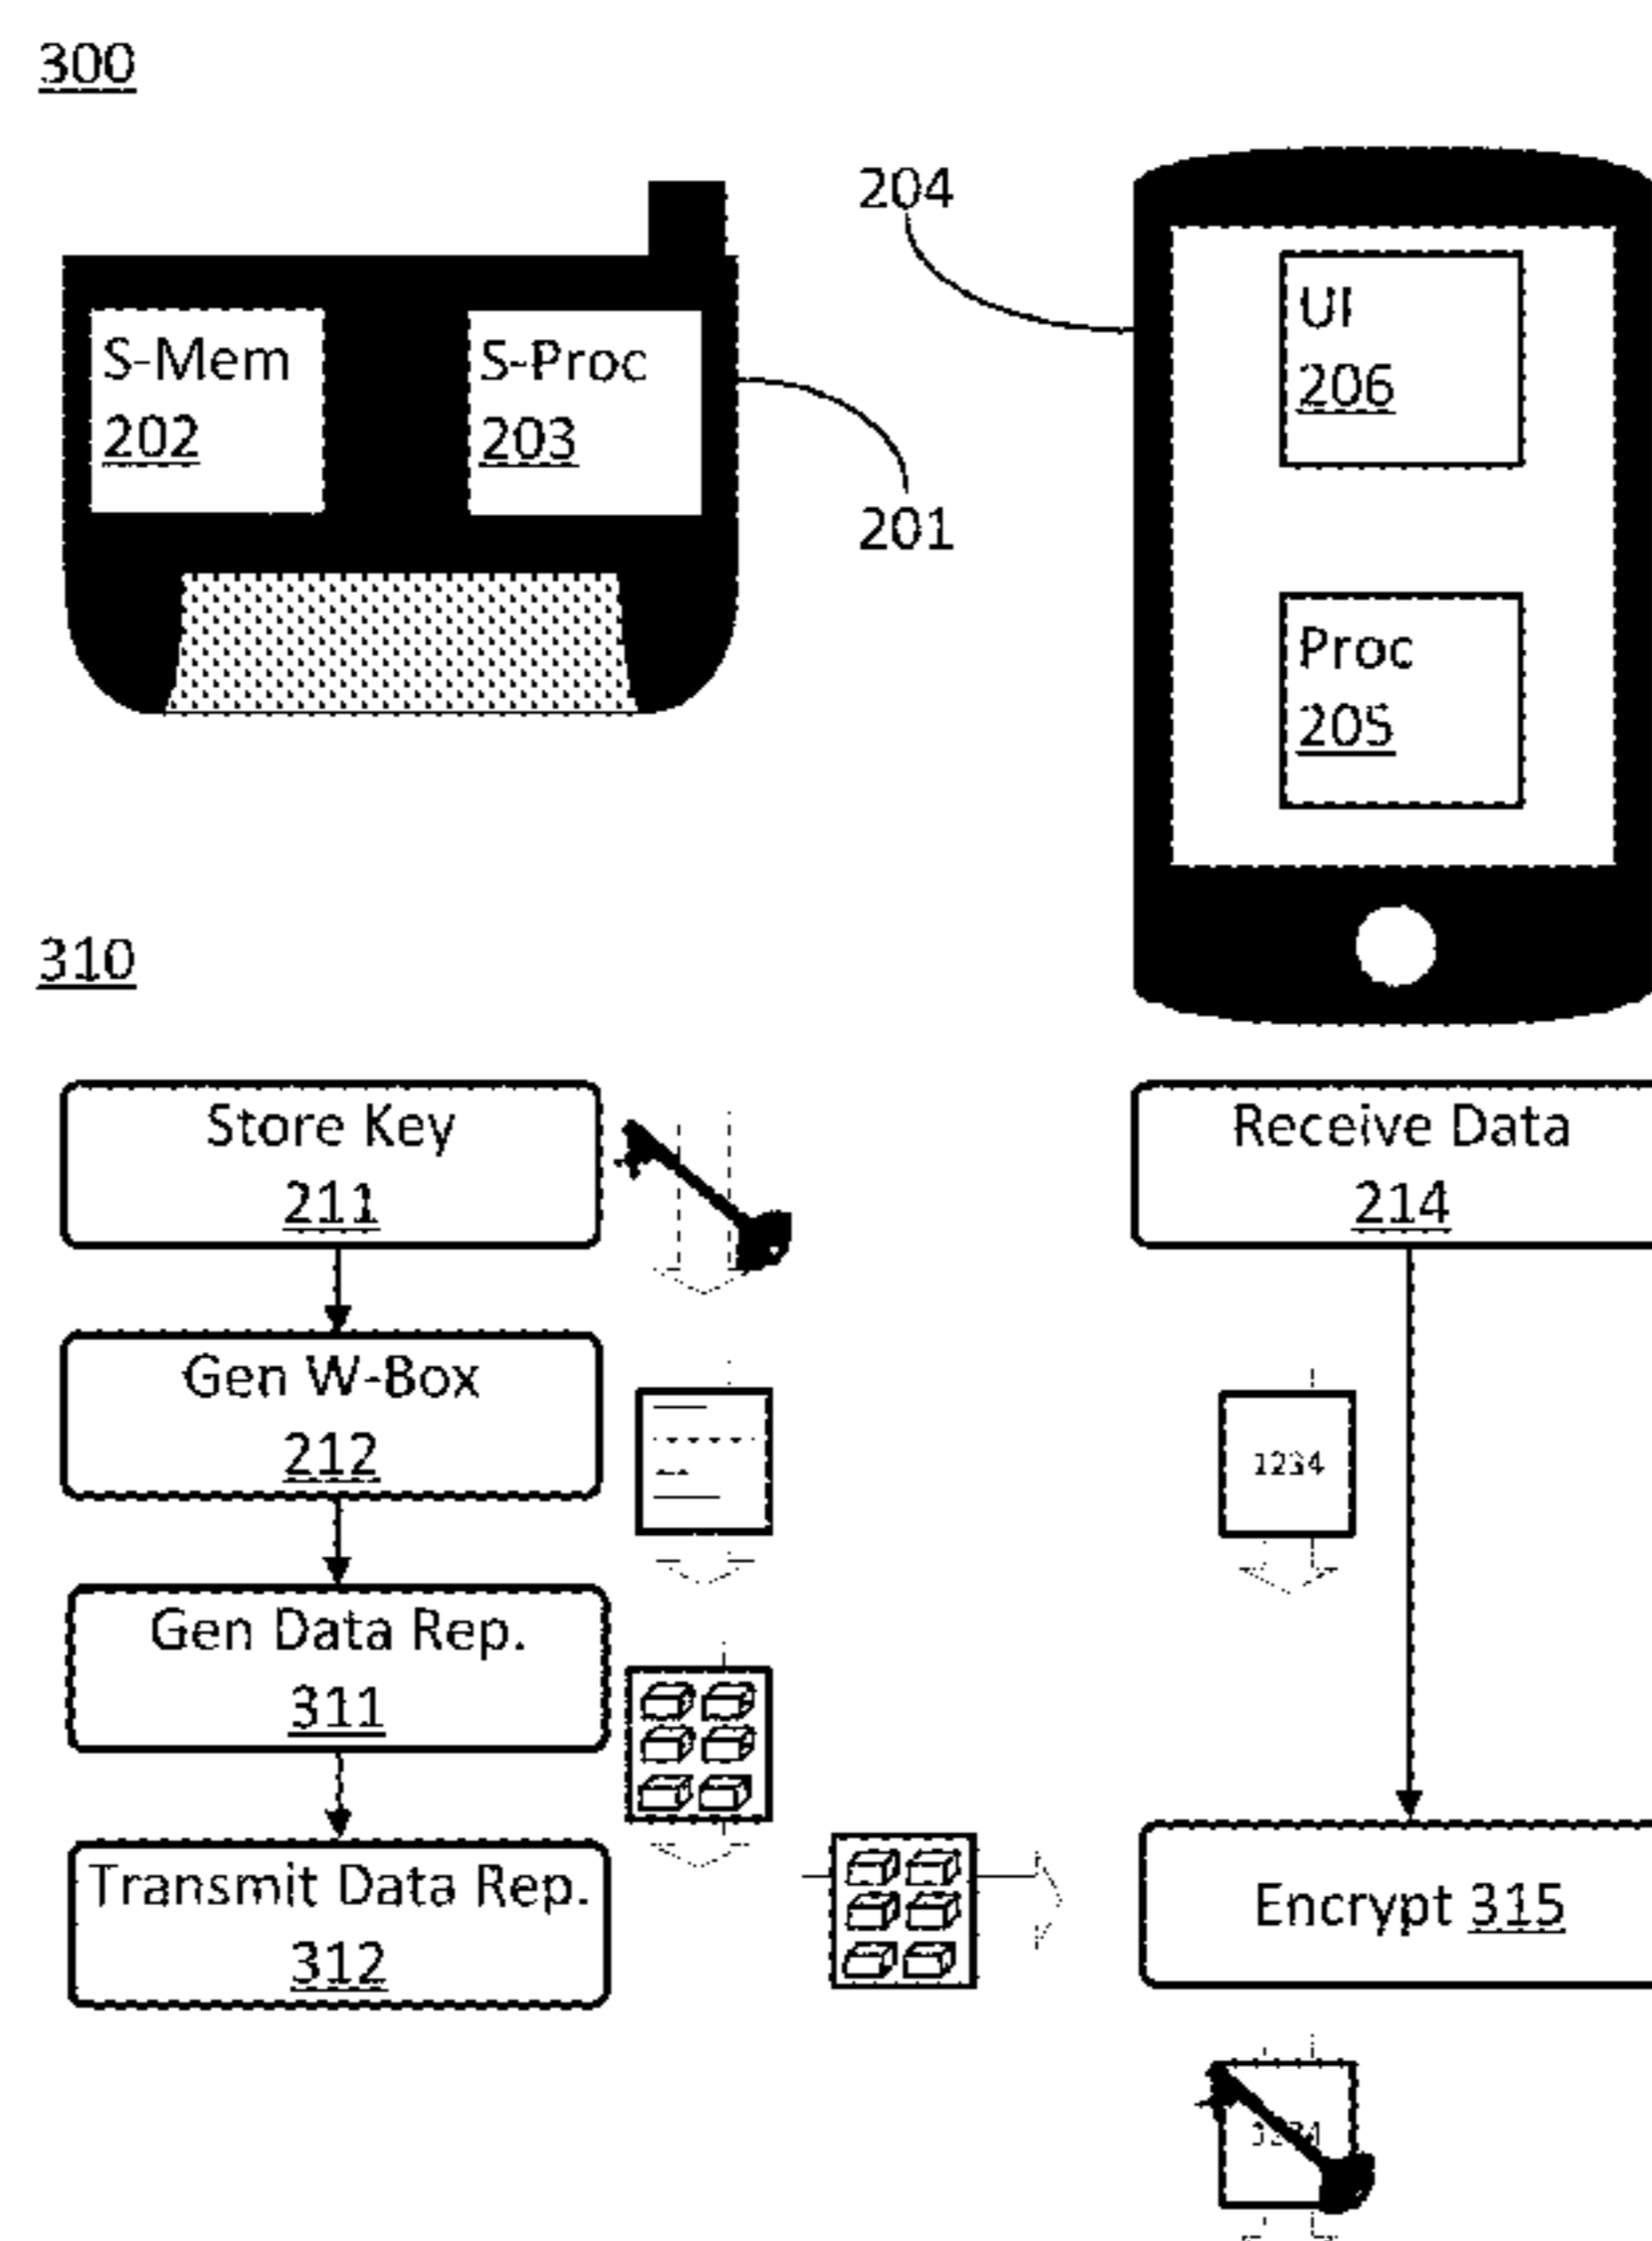 300
204
S-Mem
202
S-Proc
203
201
UI
206
Proc
205
310
Store Key
211
Receive Data
214
Gen W-Box
212
1234
Gen Data Rep.
311
Transmit Data Rep.
312
Encrypt 315